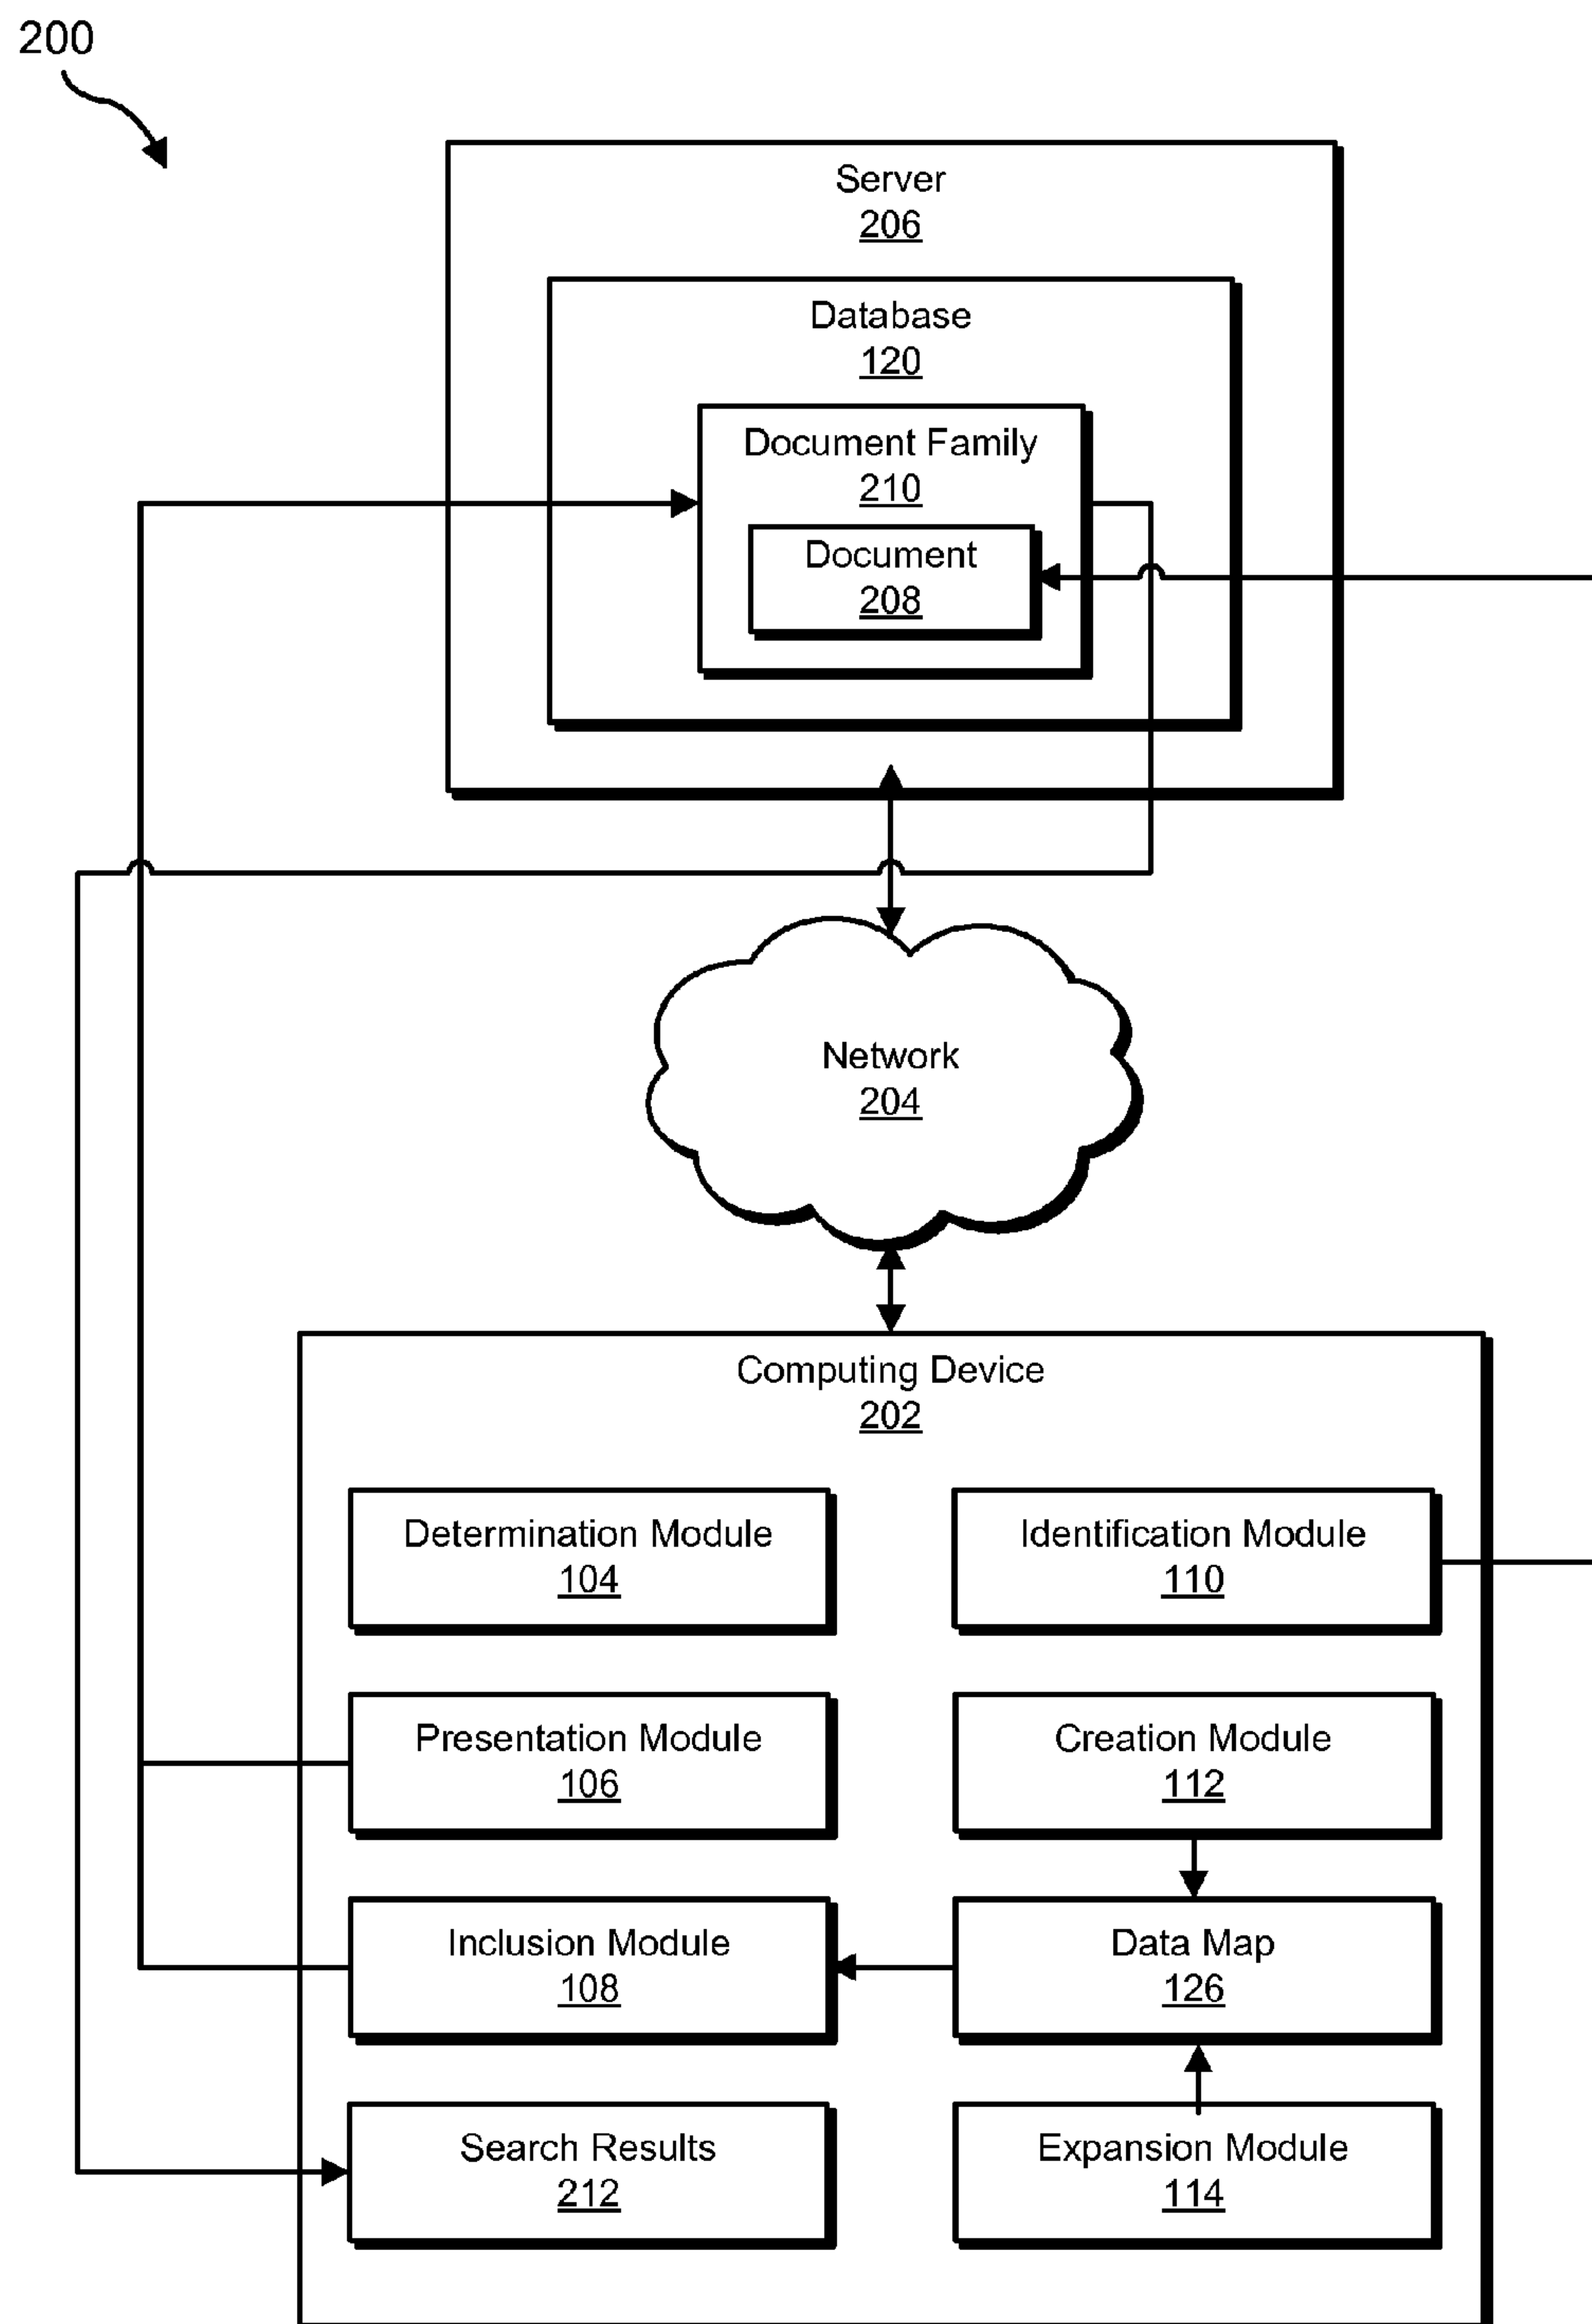 200
Server
206
Database
120
Document Family
210
Document
208
Network
204
Computing Device
202
Determination Module
104
Identification Module
110
Presentation Module
106
Creation Module
112
Inclusion Module
108
Data Map
126
Search Results
212
Expansion Module
114